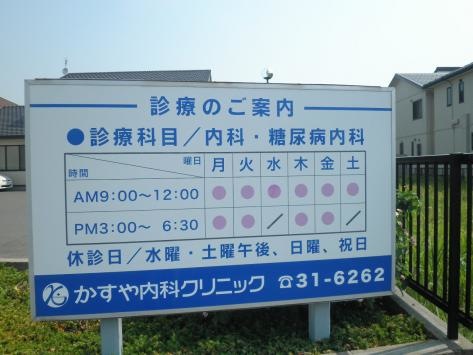 診療のご案内
●診療科目／内科・糖尿病内科
時間 曜日 月 火 水 木 金 土
AM9:00〜12:00 ● ● ● ● ● ●
PM3:00〜 6:30 ● ● ／ ● ● ／
休診日／水曜・土曜午後、日曜、祝日
かすや内科クリニック ☎31-6262